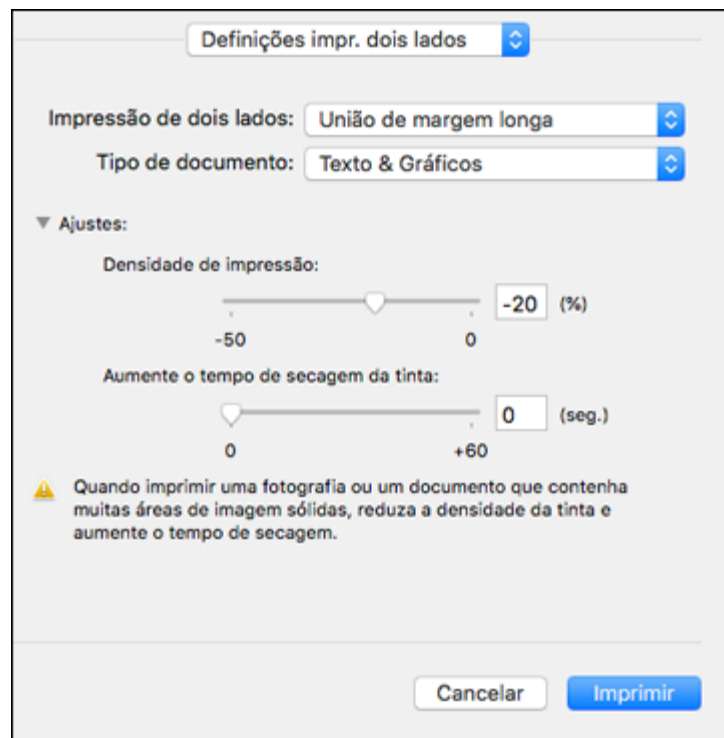 Definições impr. dois lados
Impressão de dois lados: União de margem longa
Tipo de documento: Texto & Gráficos
Ajustes:
Densidade de impressão:
-20 (%)
-50 0
Aumente o tempo de secagem da tinta:
0 (seg.)
0 +60
Quando imprimir uma fotografia ou um documento que contenha
muitas áreas de imagem sólidas, reduza a densidade da tinta e
aumente o tempo de secagem.
Cancelar Imprimir